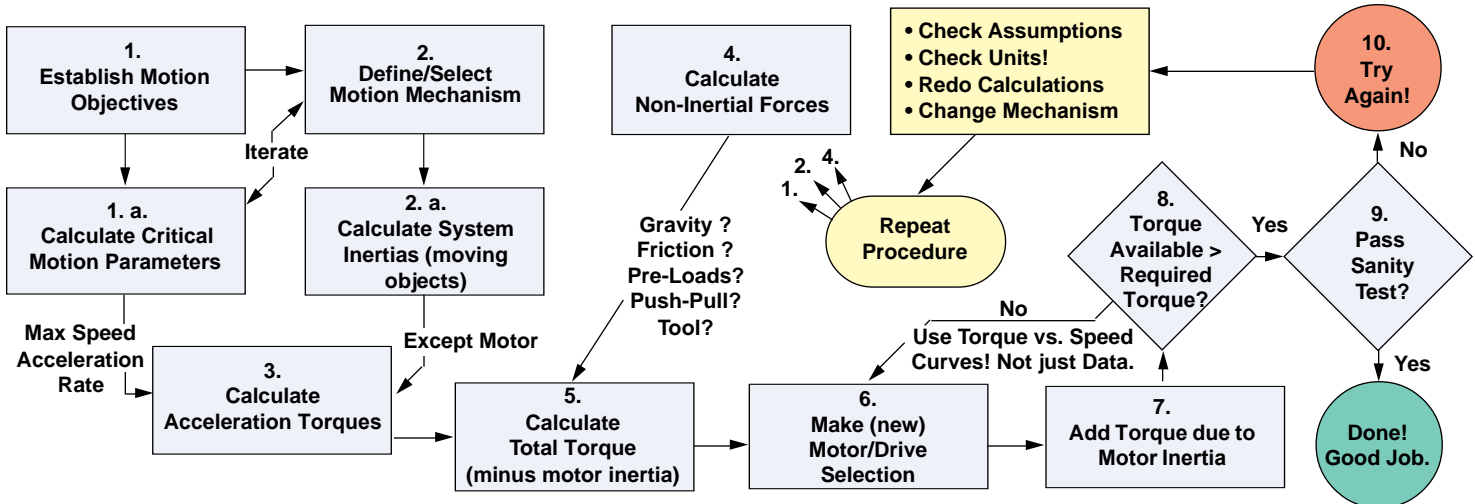 1.
Establish Motion
Objectives
2.
Define/Select
Motion Mechanism
Iterate
1. a.
Calculate Critical
Motion Parameters
2. a.
Calculate System
Inertias (moving
objects)
Max Speed
Acceleration
Rate
Except Motor
3.
Calculate
Acceleration Torques
4.
Calculate
Non-Inertial Forces
Gravity ?
Friction ?
Pre-Loads?
Push-Pull?
Tool?
5.
Calculate
Total Torque
(minus motor inertia)
6.
Make (new)
Motor/Drive
Selection
7.
Add Torque due to
Motor Inertia
8.
Torque
Available >
Required
Torque?
No
Use Torque vs. Speed
Curves! Not just Data.
Yes
9.
Pass
Sanity
Test?
No
10.
Try
Again!
• Check Assumptions
• Check Units!
• Redo Calculations
• Change Mechanism
Repeat
Procedure
1.
2.
4.
Yes
Done!
Good Job.